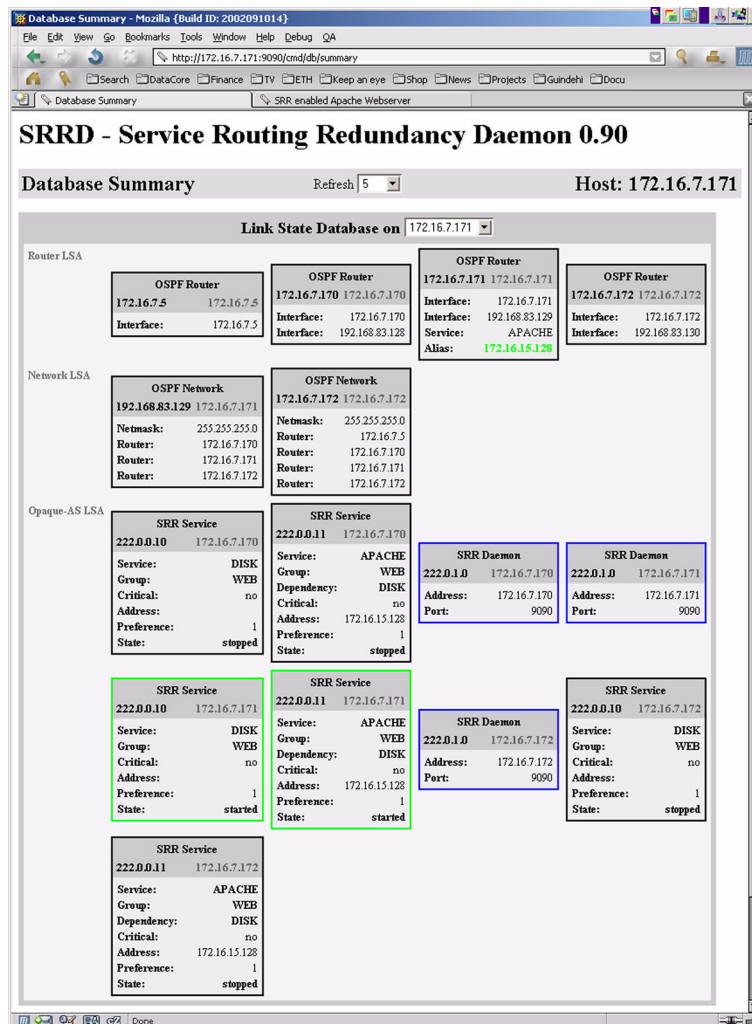 Database Summary - Mozilla {Build ID: 2002091014}
File Edit View Go Bookmarks Tools Window Help Debug QA
http://172.16.7.171:9090/cmd/db/summary
Search DataCore Finance TV ETH Keep an eye Shop News Projects Guindehi Docu
Database Summary SRR enabled Apache Webserver
SRRD - Service Routing Redundancy Daemon 0.90
Database Summary Refresh 5 Host: 172.16.7.171
Link State Database on 172.16.7.171
Router LSA
OSPF Router
172.16.7.5 172.16.7.5
Interface: 172.16.7.5
OSPF Router
172.16.7.170 172.16.7.170
Interface: 172.16.7.170
Interface: 192.168.83.128
OSPF Router
172.16.7.171 172.16.7.171
Interface: 172.16.7.171
Interface: 192.168.83.129
Service: APACHE
Alias: 172.16.15.128
OSPF Router
172.16.7.172 172.16.7.172
Interface: 172.16.7.172
Interface: 192.168.83.130
Network LSA
OSPF Network
192.168.83.129 172.16.7.171
Netmask: 255.255.255.0
Router: 172.16.7.170
Router: 172.16.7.171
Router: 172.16.7.172
OSPF Network
172.16.7.172 172.16.7.172
Netmask: 255.255.255.0
Router: 172.16.7.5
Router: 172.16.7.170
Router: 172.16.7.171
Router: 172.16.7.172
Opaque-AS LSA
SRR Service
222.0.0.10 172.16.7.170
Service: DISK
Group: WEB
Critical: no
Address:
Preference: 1
State: stopped
SRR Service
222.0.0.11 172.16.7.170
Service: APACHE
Group: WEB
Dependency: DISK
Critical: no
Address: 172.16.15.128
Preference: 1
State: stopped
SRR Daemon
222.0.1.0 172.16.7.170
Address: 172.16.7.170
Port: 9090
SRR Daemon
222.0.1.0 172.16.7.171
Address: 172.16.7.171
Port: 9090
SRR Service
222.0.0.10 172.16.7.171
Service: DISK
Group: WEB
Critical: no
Address:
Preference: 1
State: started
SRR Service
222.0.0.11 172.16.7.171
Service: APACHE
Group: WEB
Dependency: DISK
Critical: no
Address: 172.16.15.128
Preference: 1
State: started
SRR Daemon
222.0.1.0 172.16.7.172
Address: 172.16.7.172
Port: 9090
SRR Service
222.0.0.10 172.16.7.172
Service: DISK
Group: WEB
Critical: no
Address:
Preference: 1
State: stopped
SRR Service
222.0.0.11 172.16.7.172
Service: APACHE
Group: WEB
Dependency: DISK
Critical: no
Address: 172.16.15.128
Preference: 1
State: stopped
Done